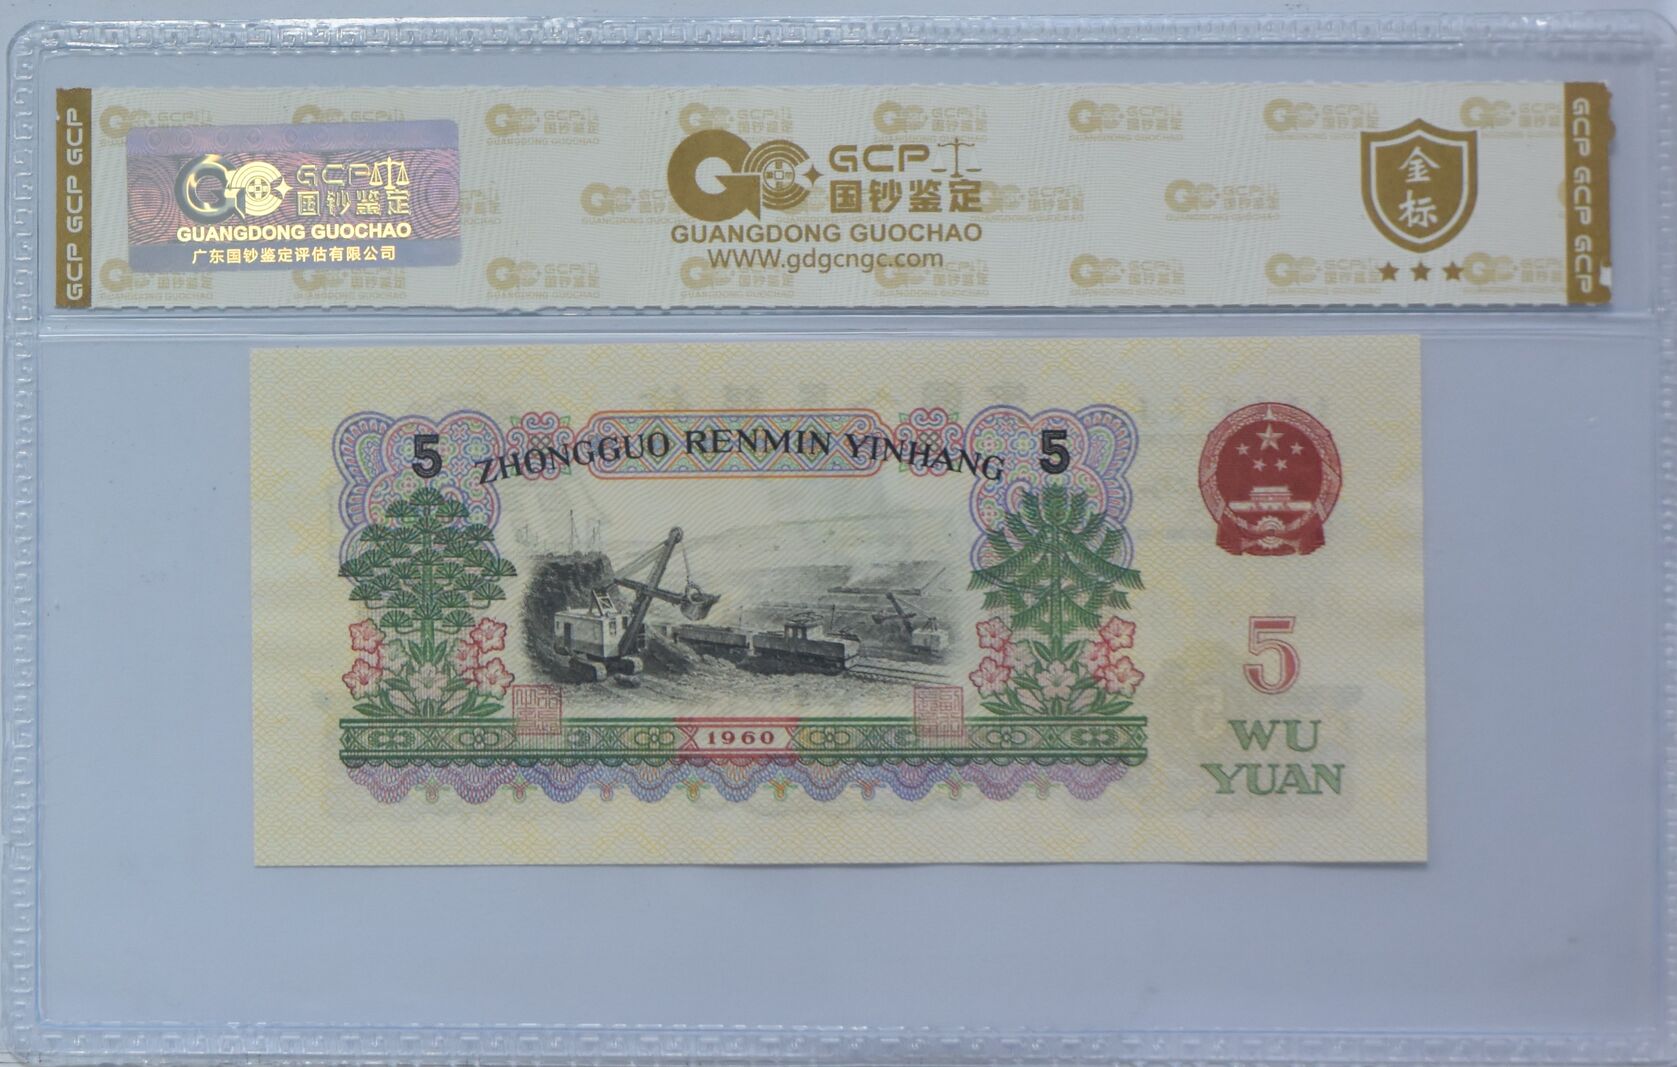 GCP GCP GCP
GCP 国钞鉴定
GUANGDONG GUOCHAO
广东国钞鉴定评估有限公司
GCP
国钞鉴定
GUANGDONG GUOCHAO
WWW.gdgcngc.com
金标
GCP GCP GCP
5 ZHONGGUO RENMIN YINHANG 5
5
1960
WU
YUAN